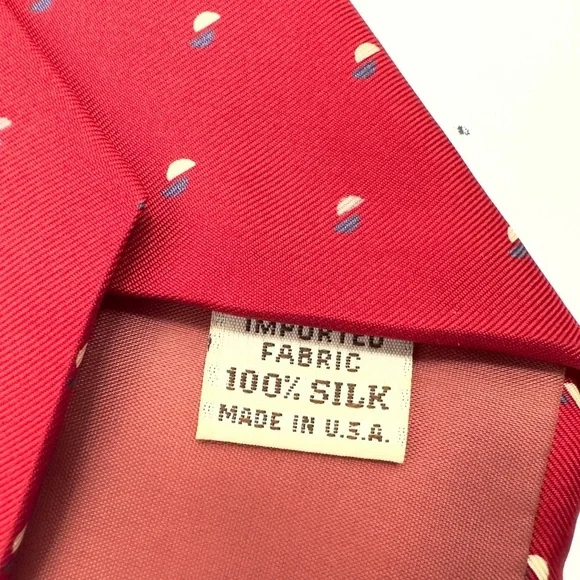 IMPORTED
FABRIC
100% SILK
MADE IN U.S.A.